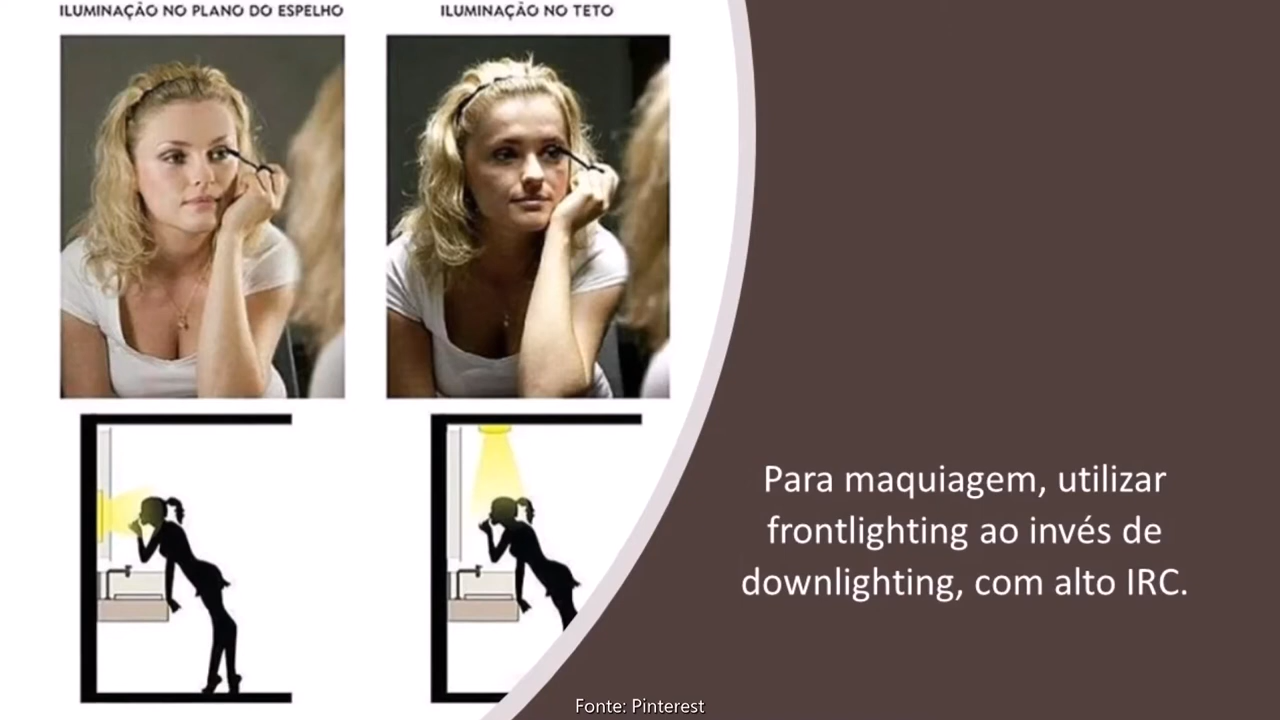 ILUMINAÇÃO NO PLANO DO ESPELHO
ILUMINAÇÃO NO TETO
Para maquiagem, utilizar
frontlighting ao invés de
downlighting, com alto IRC.
Fonte: Pinterest